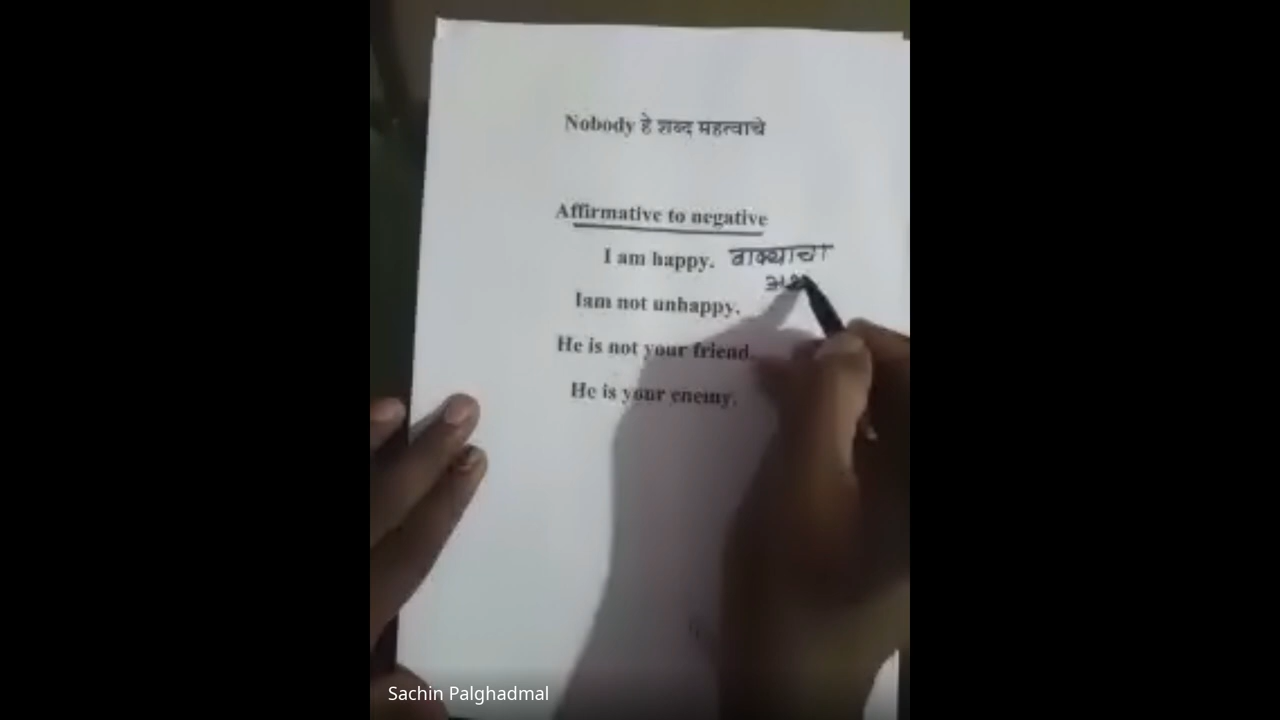 Nobody हे शब्द महत्वाचे
Affirmative to negative
I am happy. वाक्याचा
Iam not unhappy.
He is not your friend.
He is your enemy.
Sachin Palghadmal